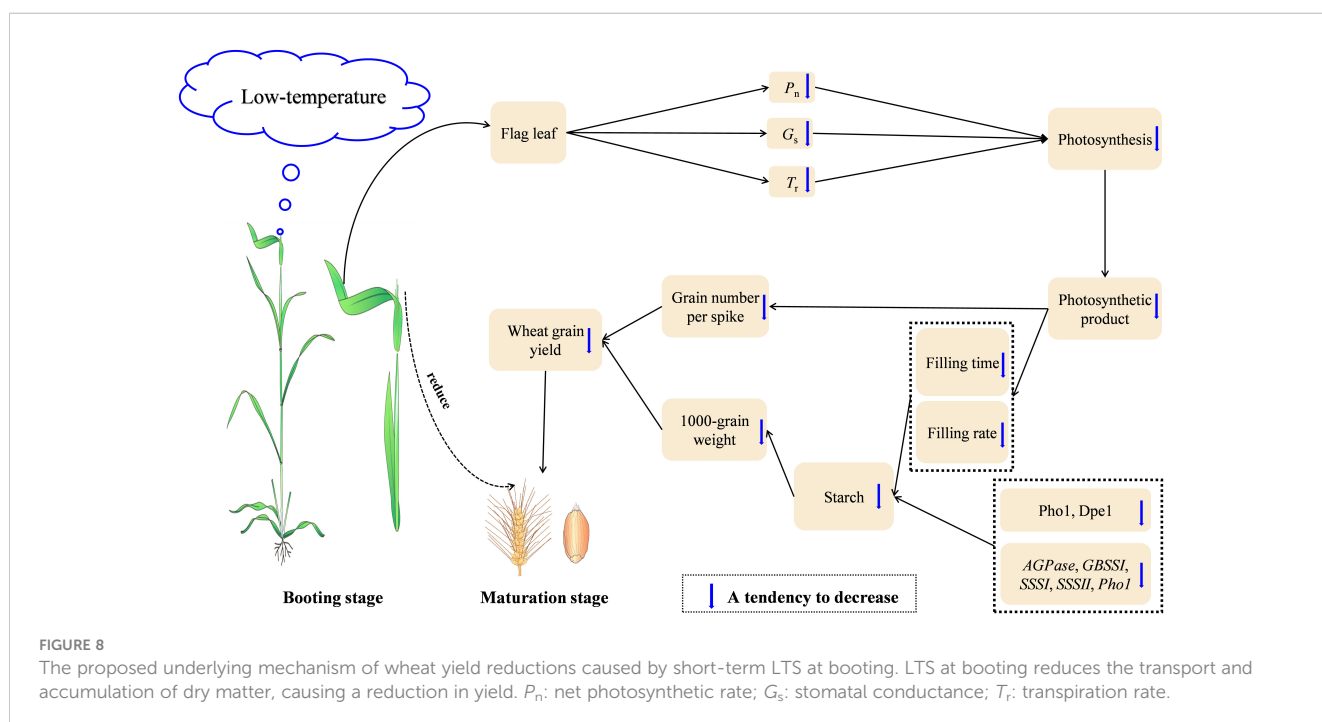 Low-temperature
Flag leaf
Pn
Gs
Tr
Photosynthesis
Photosynthetic
product
Grain number
per spike
Wheat grain
yield
Filling time
Filling rate
1000-grain
weight
Starch
Pho1, Dpe1
AGPase, GBSSI,
SSSI, SSSII, Pho1
reduce
Booting stage
Maturation stage
A tendency to decrease
FIGURE 8
The proposed underlying mechanism of wheat yield reductions caused by short-term LTS at booting. LTS at booting reduces the transport and
accumulation of dry matter, causing a reduction in yield. Pn: net photosynthetic rate; Gs: stomatal conductance; Tr: transpiration rate.